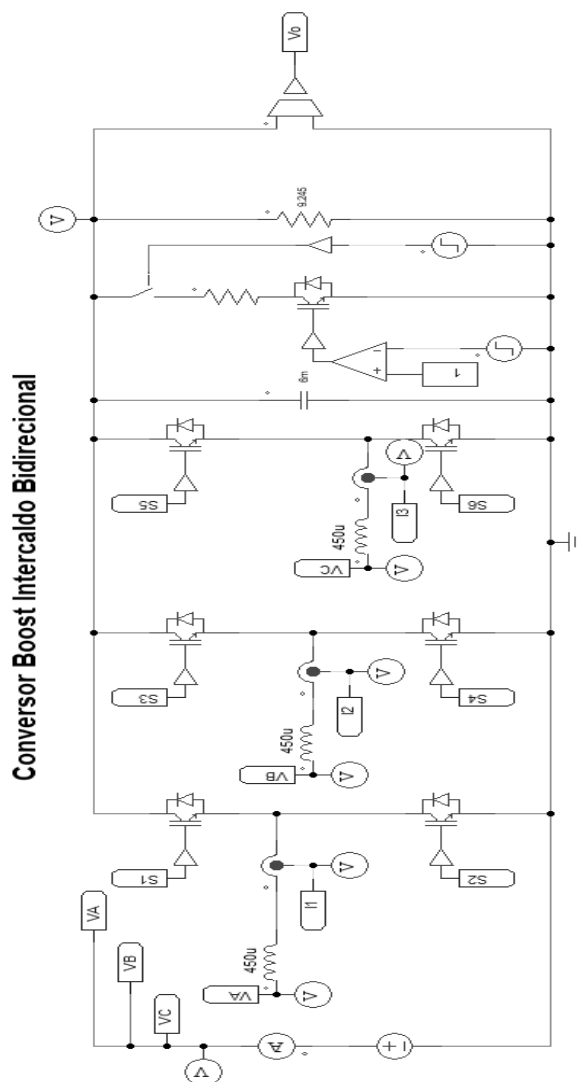 Conversor Boost Intercaldo Bidirecional
VA
VB
VC
V
A
VA
V
450u
I1
V
S1
S2
VB
V
450u
I2
V
S3
S4
VC
V
450u
I3
V
S5
S6
6m
1
V
9.245
Vo